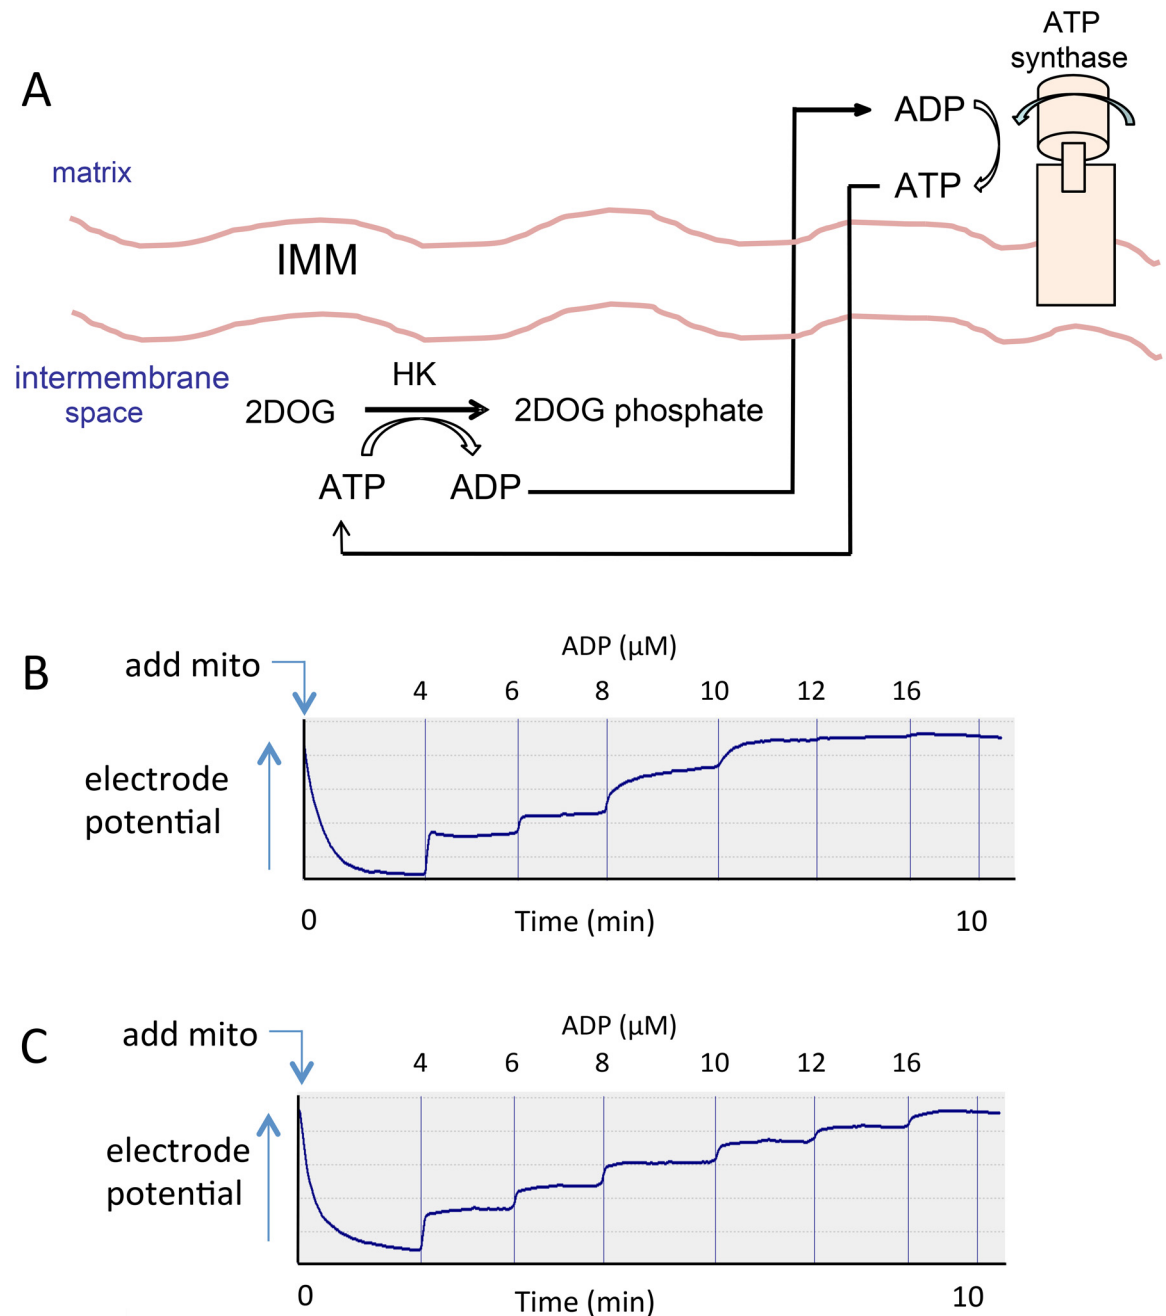 A
ATP
synthase
ADP
matrix
ATP
IMM
intermembrane
space
HK
2DOG
2DOG phosphate
ATP
ADP
B
add mito
ADP (μM)
4 6 8 10 12 16
electrode
potential
0 Time (min) 10
C
add mito
ADP (μM)
4 6 8 10 12 16
electrode
potential
0 Time (min) 10